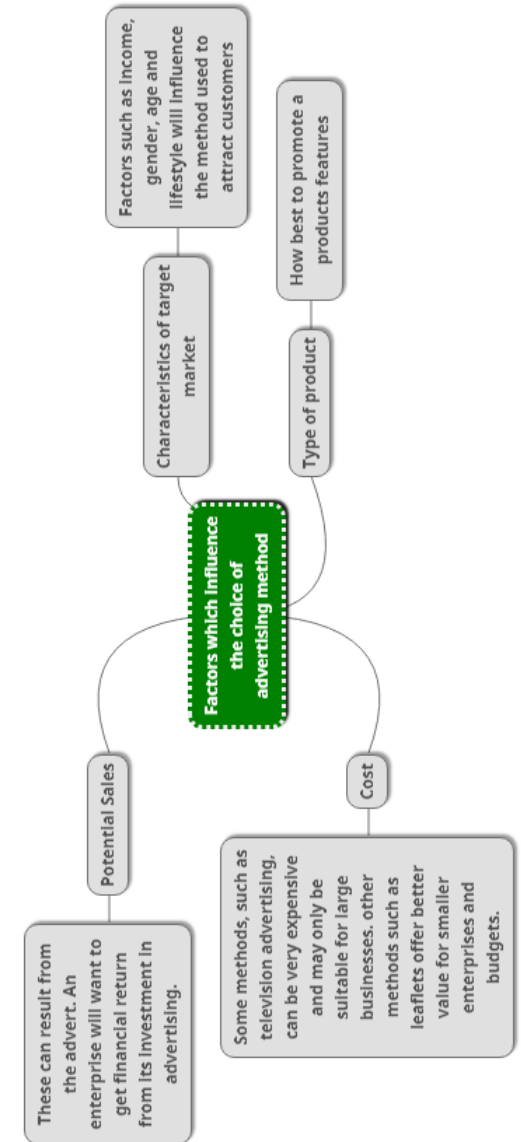 Factors which influence
the choice of
advertising method
Potential Sales
These can result from
the advert. An
enterprise will want to
get financial return
from its investment in
advertising.
Characteristics of target
market
Factors such as income,
gender, age and
lifestyle will influence
the method used to
attract customers
Cost
Some methods, such as
television advertising,
can be very expensive
and may only be
suitable for large
businesses. other
methods such as
leaflets offer better
value for smaller
enterprises and
budgets.
Type of product
How best to promote a
products features